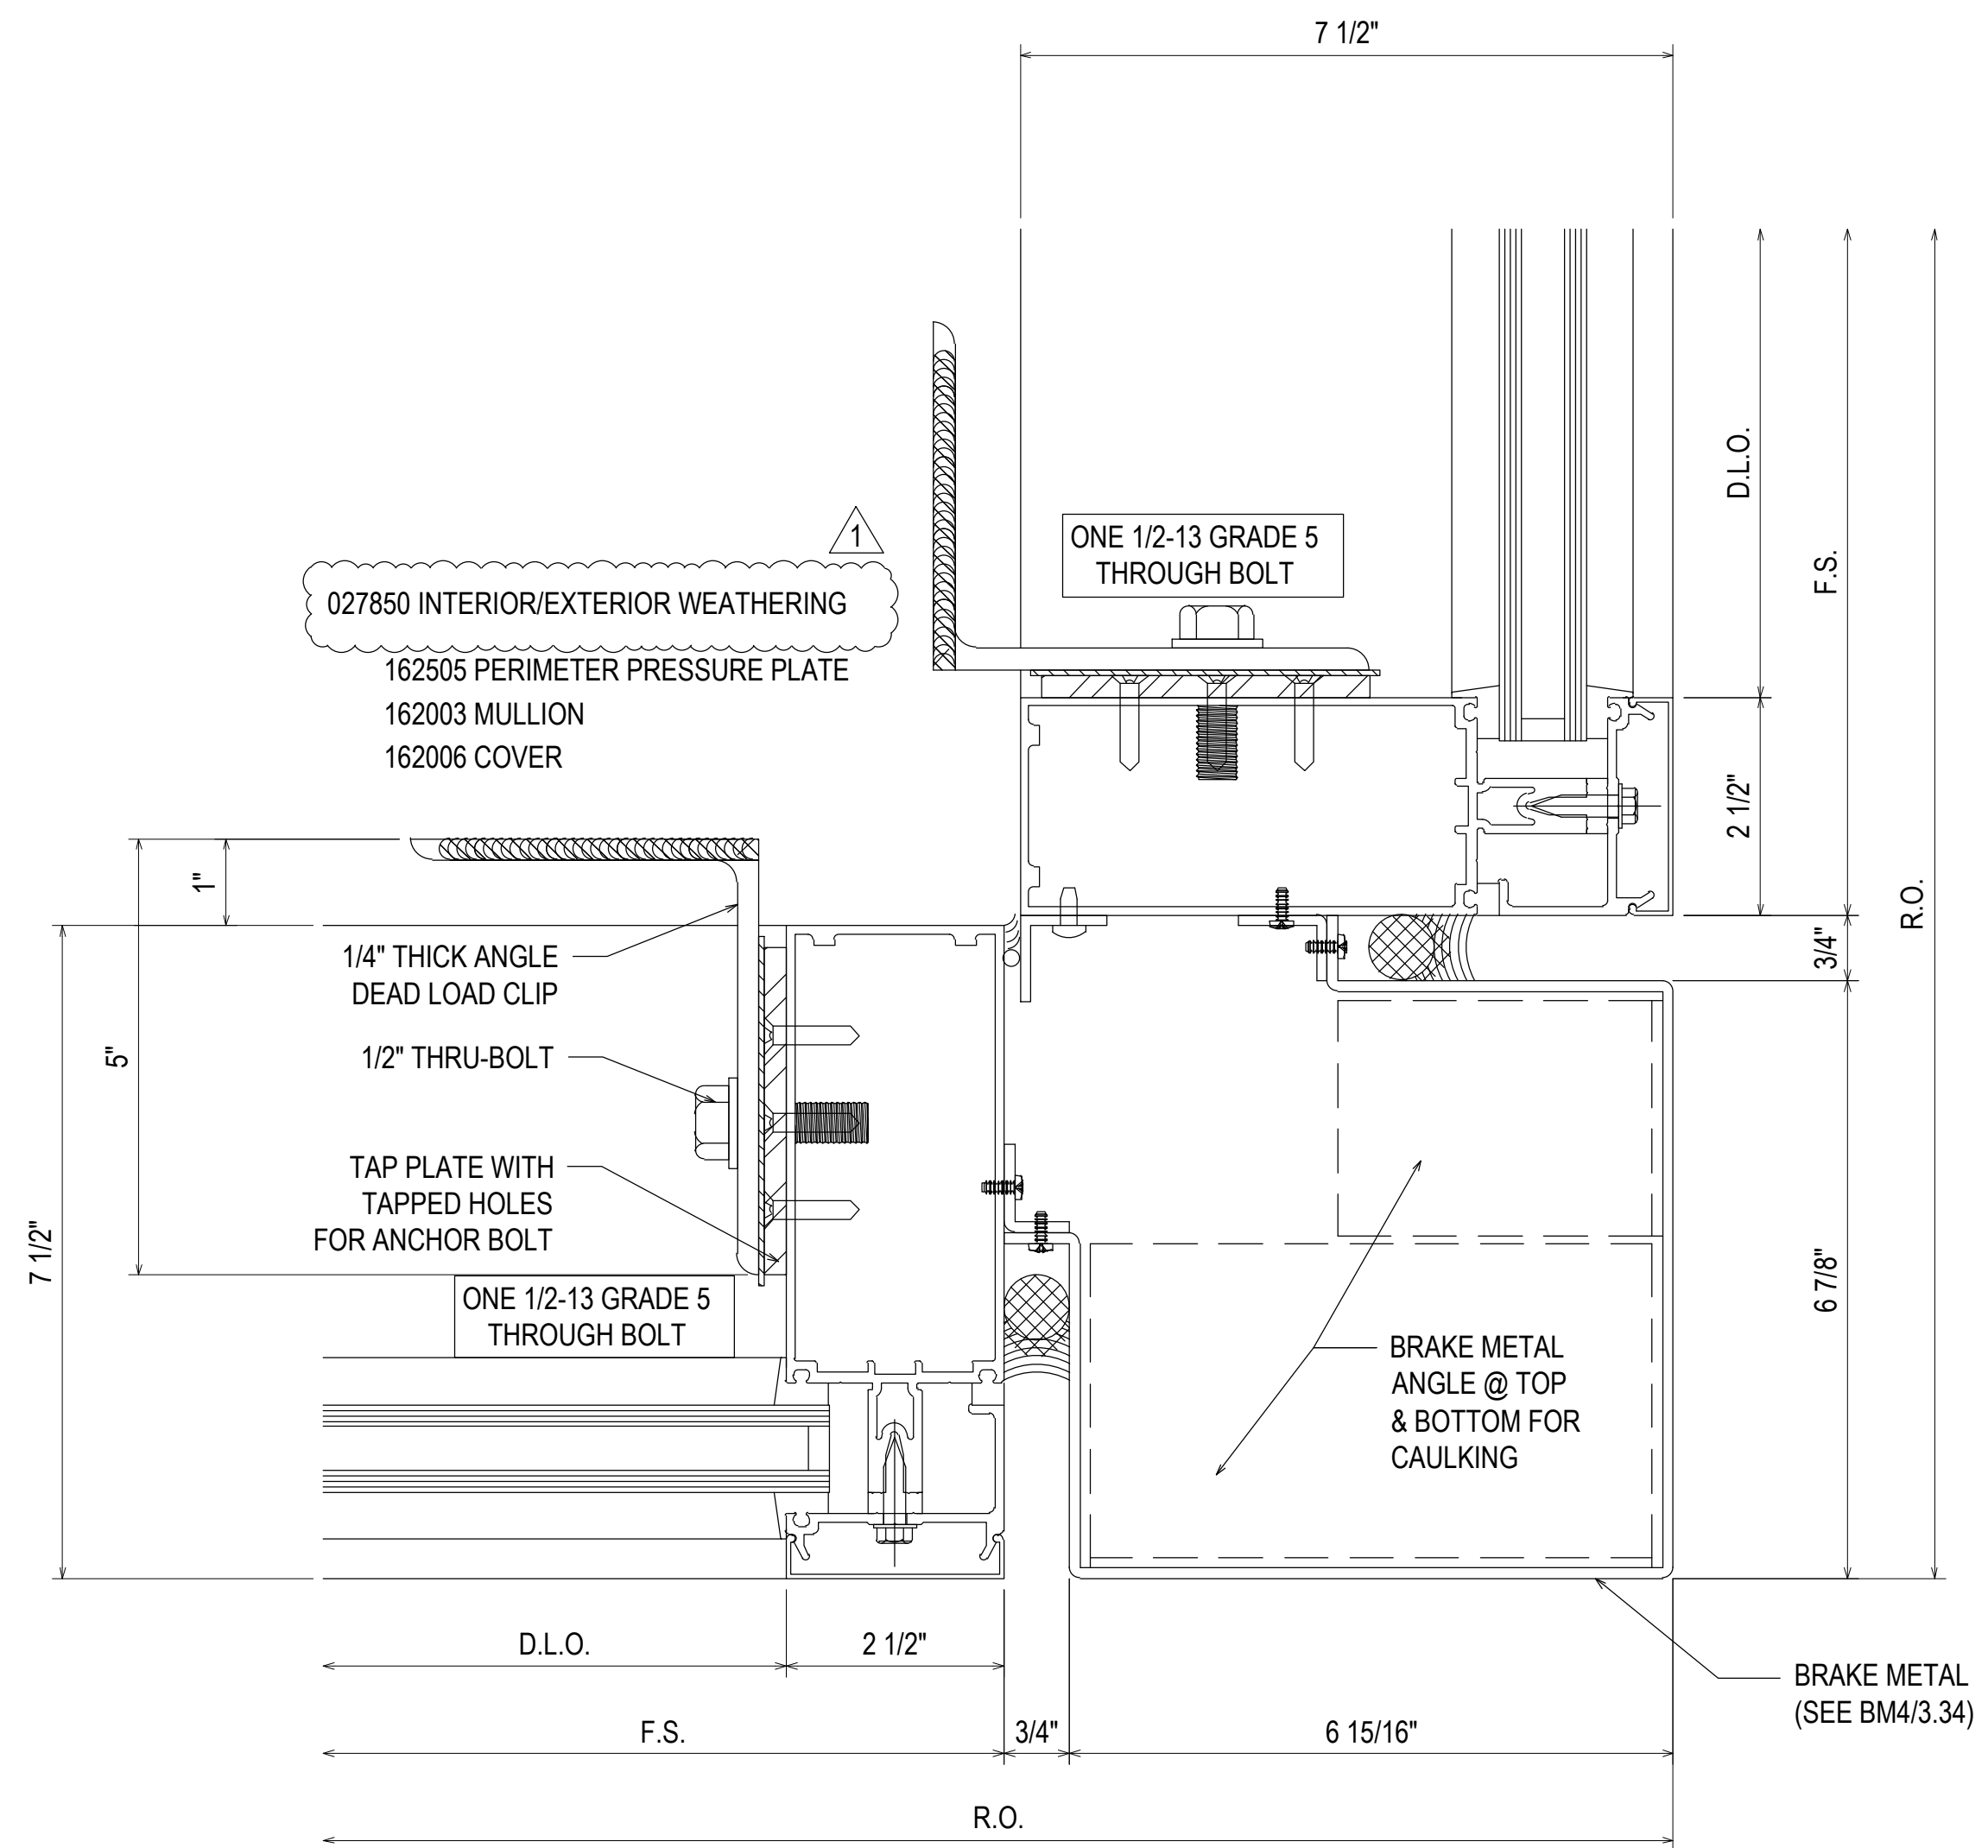 7 1/2"
ONE 1/2-13 GRADE 5
THROUGH BOLT
D.L.O.
F.S.
R.O.
1
027850 INTERIOR/EXTERIOR WEATHERING
162505 PERIMETER PRESSURE PLATE
162003 MULLION
162006 COVER
2 1/2"
1"
3/4"
1/4" THICK ANGLE
DEAD LOAD CLIP
5"
1/2" THRU-BOLT
TAP PLATE WITH
TAPPED HOLES
FOR ANCHOR BOLT
7 1/2"
6 7/8"
ONE 1/2-13 GRADE 5
THROUGH BOLT
BRAKE METAL
ANGLE @ TOP
& BOTTOM FOR
CAULKING
D.L.O.
2 1/2"
BRAKE METAL
(SEE BM4/3.34)
F.S.
3/4"
6 15/16"
R.O.